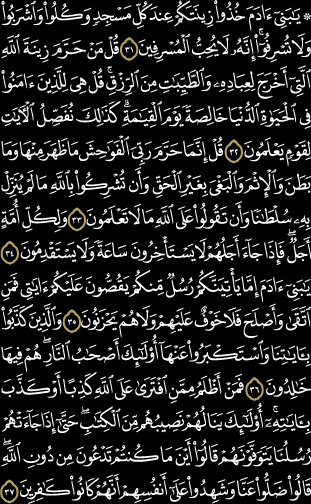 ۞ يَٰبَنِىٓ ءَادَمَ خُذُوا۟ زِينَتَكُمْ عِندَ كُلِّ مَسْجِدٍ وَكُلُوا۟ وَٱشْرَبُوا۟
وَلَا تُسْرِفُوٓا۟ ۚ إِنَّهُۥ لَا يُحِبُّ ٱلْمُسْرِفِينَ ٣١ قُلْ مَنْ حَرَّمَ زِينَةَ ٱللَّهِ
ٱلَّتِىٓ أَخْرَجَ لِعِبَادِهِۦ وَٱلطَّيِّبَٰتِ مِنَ ٱلرِّزْقِ ۚ قُلْ هِىَ لِلَّذِينَ ءَامَنُوا۟
فِى ٱلْحَيَوٰةِ ٱلدُّنْيَا خَالِصَةً يَوْمَ ٱلْقِيَٰمَةِ ۗ كَذَٰلِكَ نُفَصِّلُ ٱلْءَايَٰتِ
لِقَوْمٍ يَعْلَمُونَ ٣٢ قُلْ إِنَّمَا حَرَّمَ رَبِّىَ ٱلْفَوَٰحِشَ مَا ظَهَرَ مِنْهَا وَمَا
بَطَنَ وَٱلْإِثْمَ وَٱلْبَغْىَ بِغَيْرِ ٱلْحَقِّ وَأَن تُشْرِكُوا۟ بِٱللَّهِ مَا لَمْ يُنَزِّلْ
بِهِۦ سُلْطَٰنًا وَأَن تَقُولُوا۟ عَلَى ٱللَّهِ مَا لَا تَعْلَمُونَ ٣٣ وَلِكُلِّ أُمَّةٍ
أَجَلٌ ۖ فَإِذَا جَآءَ أَجَلُهُمْ لَا يَسْتَأْخِرُونَ سَاعَةً ۖ وَلَا يَسْتَقْدِمُونَ ٣٤
يَٰبَنِىٓ ءَادَمَ إِمَّا يَأْتِيَنَّكُمْ رُسُلٌ مِّنكُمْ يَقُصُّونَ عَلَيْكُمْ ءَايَٰتِى ۙ فَمَنِ
ٱتَّقَىٰ وَأَصْلَحَ فَلَا خَوْفٌ عَلَيْهِمْ وَلَا هُمْ يَحْزَنُونَ ٣٥ وَٱلَّذِينَ كَذَّبُوا۟
بِـَٔايَٰتِنَا وَٱسْتَكْبَرُوا۟ عَنْهَآ أُو۟لَٰٓئِكَ أَصْحَٰبُ ٱلنَّارِ ۖ هُمْ فِيهَا
خَٰلِدُونَ ٣٦ فَمَنْ أَظْلَمُ مِمَّنِ ٱفْتَرَىٰ عَلَى ٱللَّهِ كَذِبًا أَوْ كَذَّبَ
بِـَٔايَٰتِهِۦٓ ۚ أُو۟لَٰٓئِكَ يَنَالُهُمْ نَصِيبُهُم مِّنَ ٱلْكِتَٰبِ ۖ حَتَّىٰٓ إِذَا جَآءَتْهُمْ
رُسُلُنَا يَتَوَفَّوْنَهُمْ قَالُوٓا۟ أَيْنَ مَا كُنتُمْ تَدْعُونَ مِن دُونِ ٱللَّهِ ۖ
قَالُوا۟ ضَلُّوا۟ عَنَّا وَشَهِدُوا۟ عَلَىٰٓ أَنفُسِهِمْ أَنَّهُمْ كَانُوا۟ كَٰفِرِينَ ٣٧